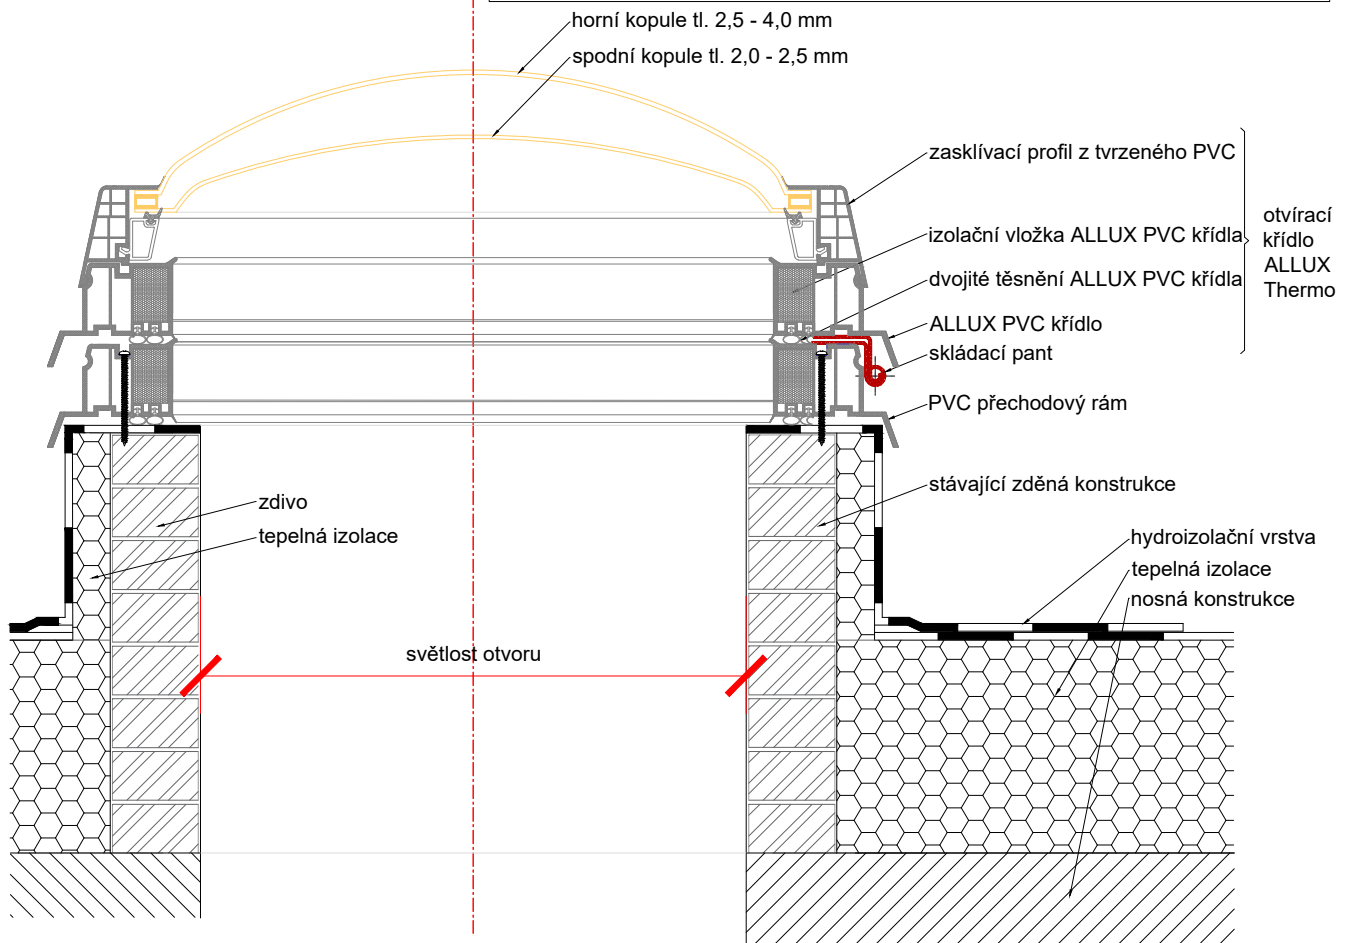 horní kopule tl. 2,5 - 4,0 mm
spodní kopule tl. 2,0 - 2,5 mm
zasklívací profil z tvrzeného PVC
izolační vložka ALLUX PVC křídla
dvojité těsnění ALLUX PVC křídla
ALLUX PVC křídlo
skládací pant
PVC přechodový rám
otvírací
křídlo
ALLUX
Thermo
stávající zděná konstrukce
zdivo
tepelná izolace
hydroizolační vrstva
tepelná izolace
nosná konstrukce
světlost otvoru